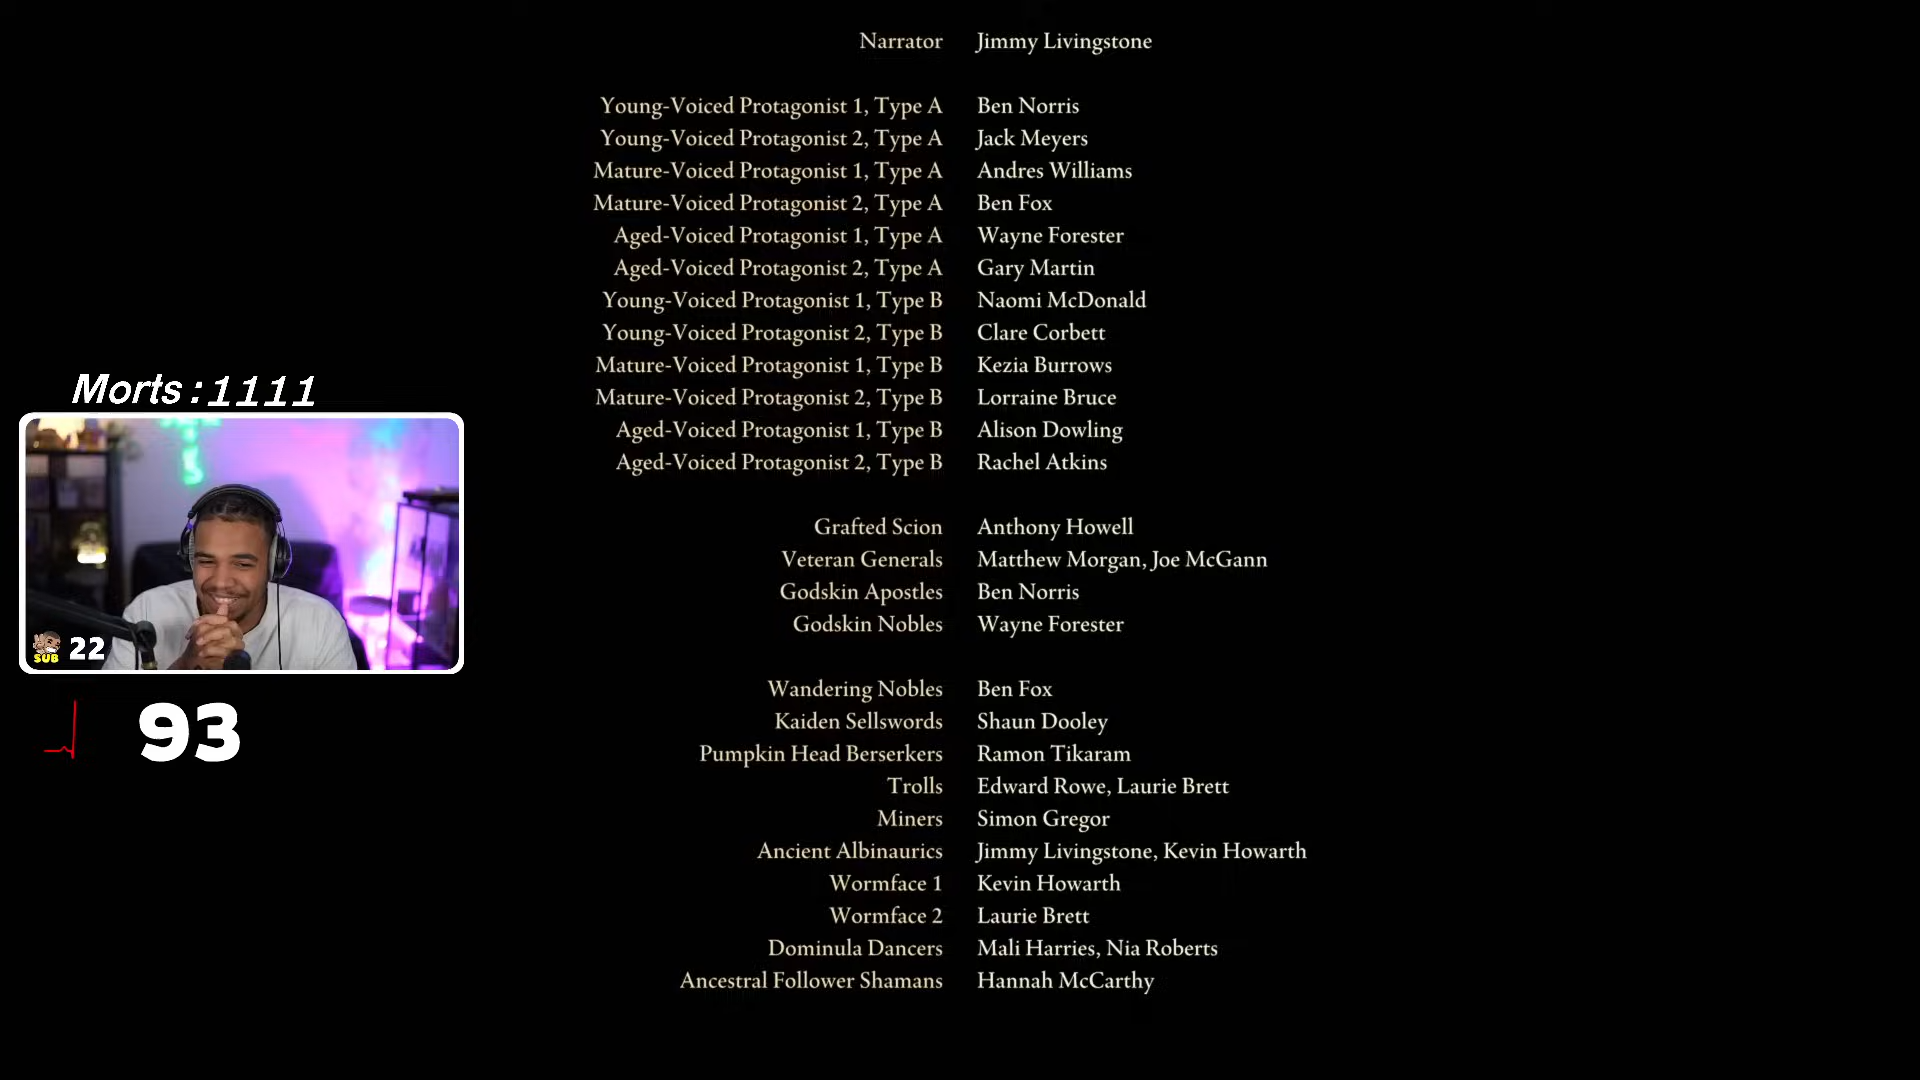 Narrator Jimmy Livingstone
Young-Voiced Protagonist 1, Type A Ben Norris
Young-Voiced Protagonist 2, Type A Jack Meyers
Mature-Voiced Protagonist 1, Type A Andres Williams
Mature-Voiced Protagonist 2, Type A Ben Fox
Aged-Voiced Protagonist 1, Type A Wayne Forester
Aged-Voiced Protagonist 2, Type A Gary Martin
Young-Voiced Protagonist 1, Type B Naomi McDonald
Young-Voiced Protagonist 2, Type B Clare Corbett
Mature-Voiced Protagonist 1, Type B Kezia Burrows
Mature-Voiced Protagonist 2, Type B Lorraine Bruce
Aged-Voiced Protagonist 1, Type B Alison Dowling
Aged-Voiced Protagonist 2, Type B Rachel Atkins
Grafted Scion Anthony Howell
Veteran Generals Matthew Morgan, Joe McGann
Godskin Apostles Ben Norris
Godskin Nobles Wayne Forester
Wandering Nobles Ben Fox
Kaiden Sellswords Shaun Dooley
Pumpkin Head Berserkers Ramon Tikaram
Trolls Edward Rowe, Laurie Brett
Miners Simon Gregor
Ancient Albinaurics Jimmy Livingstone, Kevin Howarth
Wormface 1 Kevin Howarth
Wormface 2 Laurie Brett
Dominula Dancers Mali Harries, Nia Roberts
Ancestral Follower Shamans Hannah McCarthy
Morts:1111
SUB 22
93